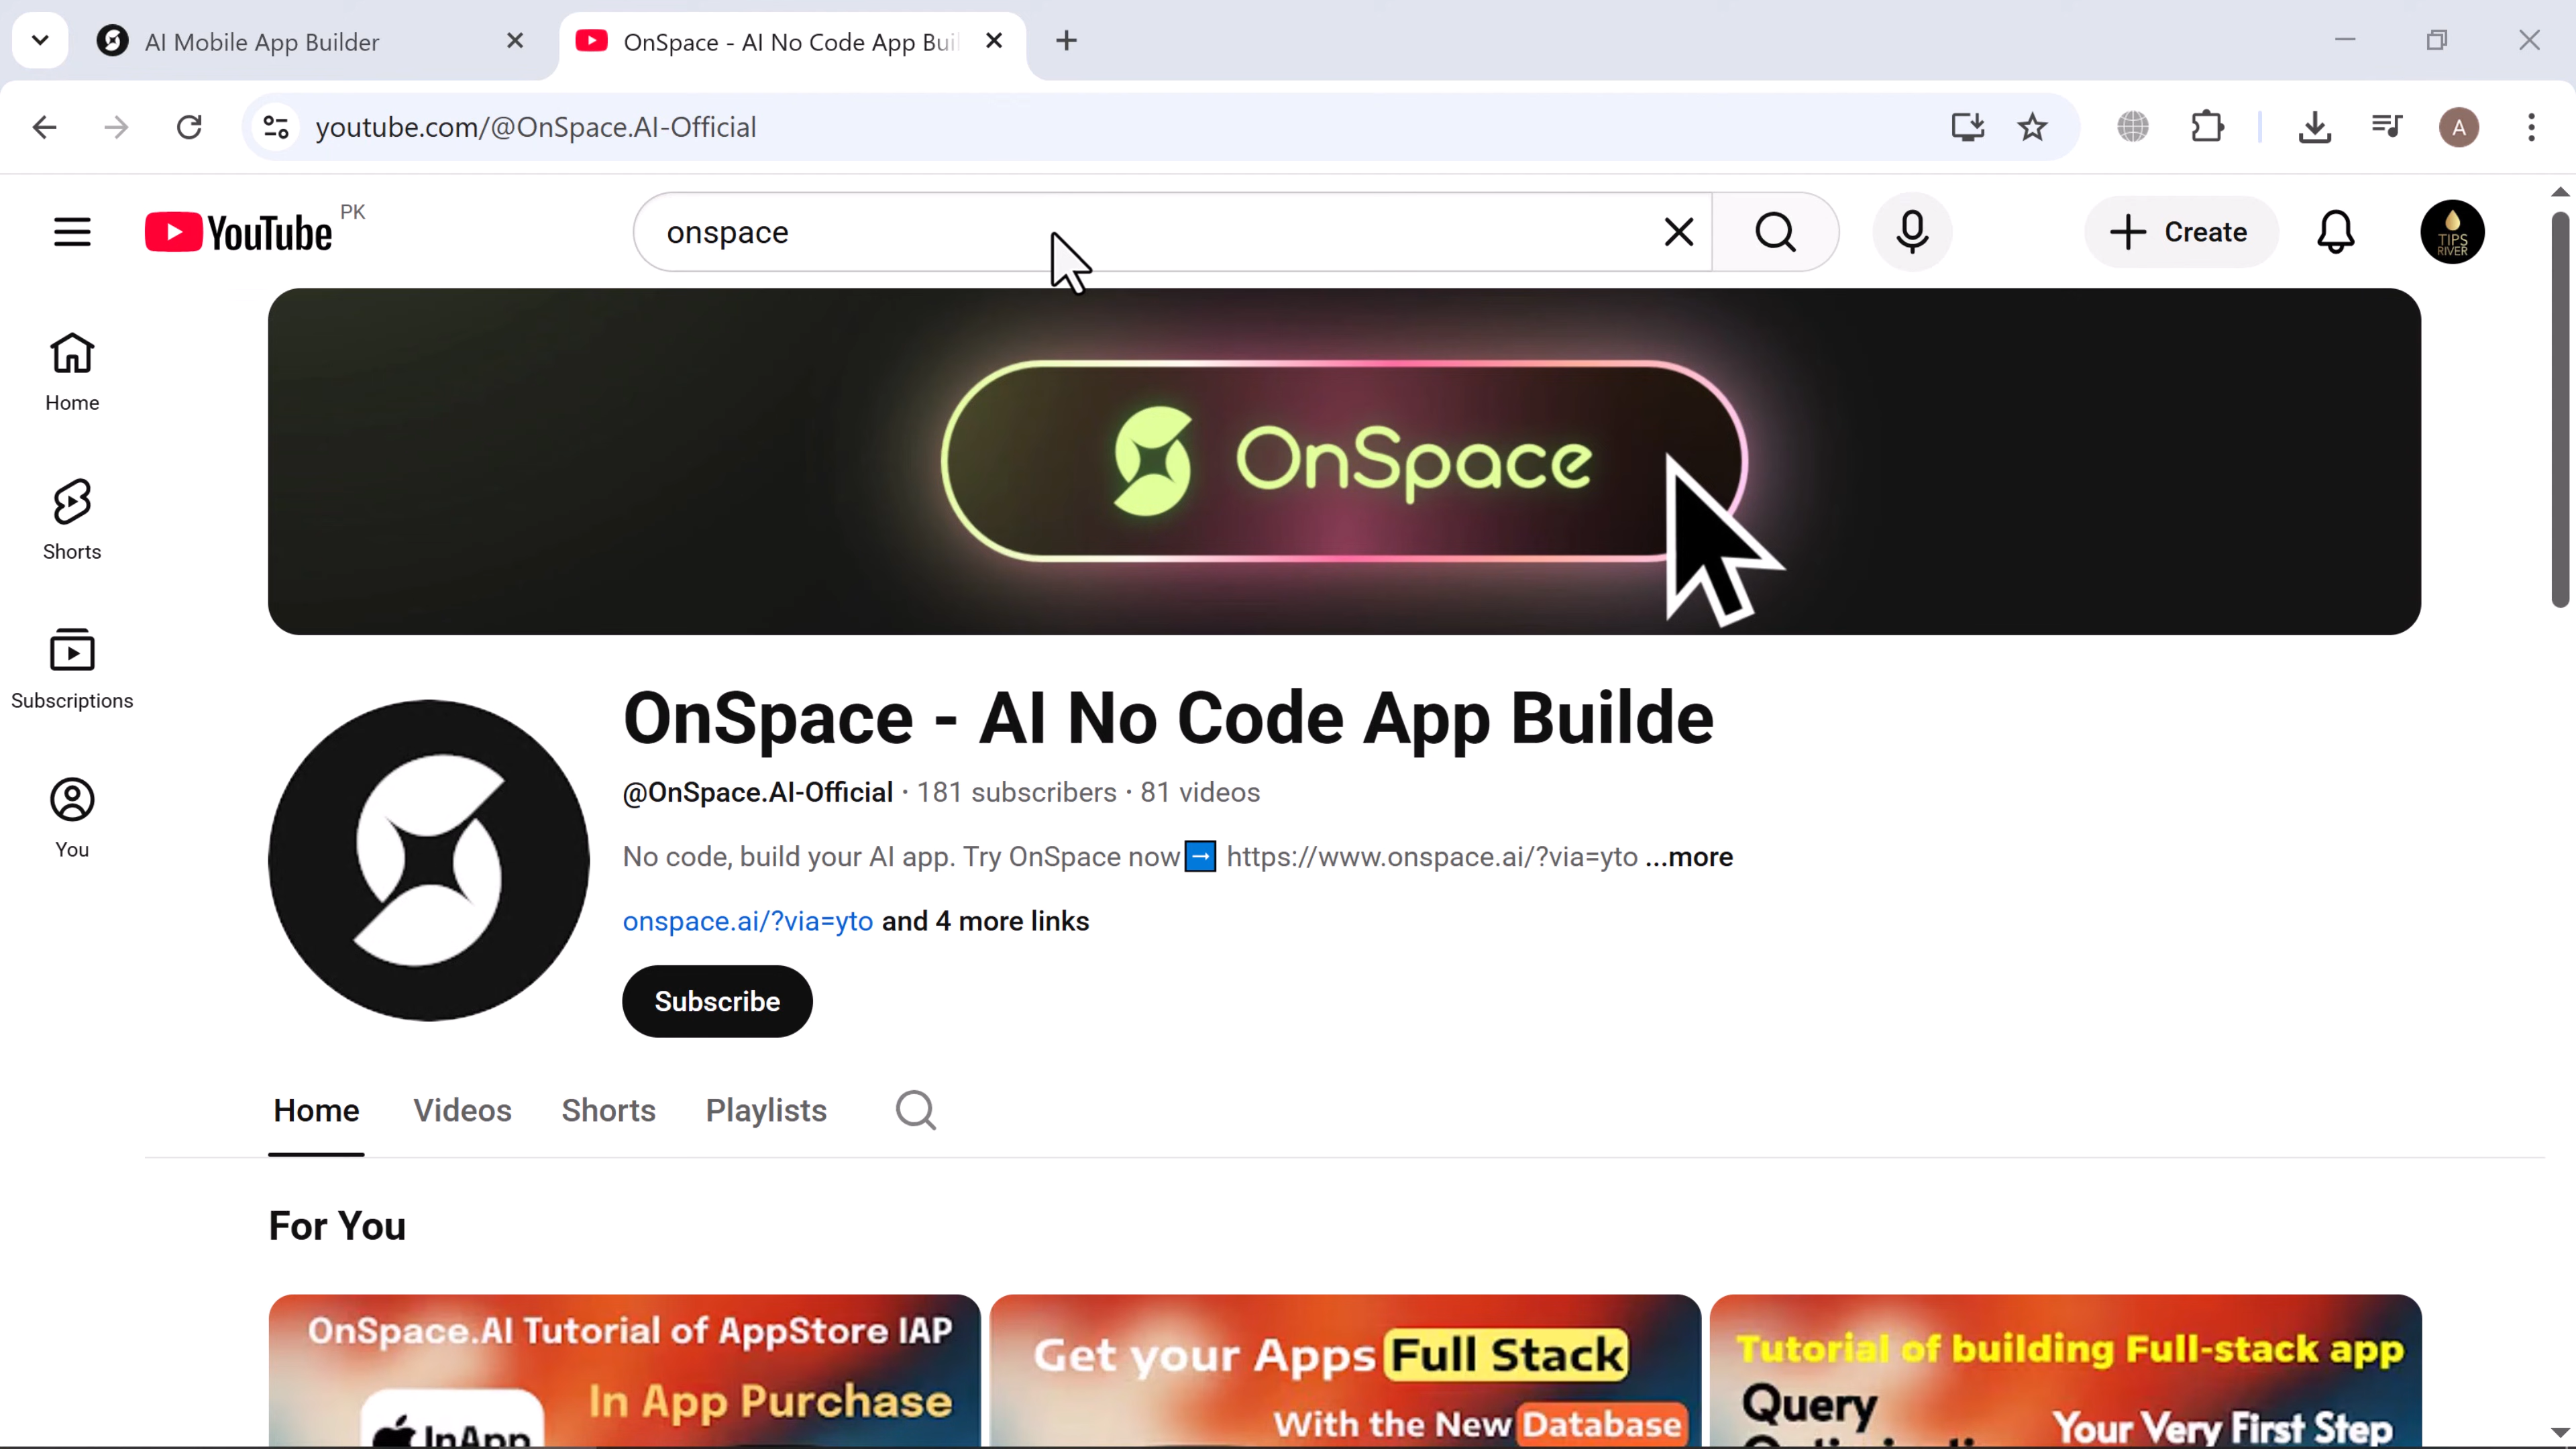 AI Mobile App Builder
OnSpace - AI No Code App Bui
youtube.com/@OnSpace.AI-Official
A
YouTube PK
onspace
Create
TIPS
RIVER
OnSpace
Home
Shorts
Subscriptions
You
OnSpace - AI No Code App Builde
@OnSpace.AI-Official · 181 subscribers · 81 videos
No code, build your AI app. Try OnSpace now➡️ https://www.onspace.ai/?via=yto ...more
onspace.ai/?via=yto and 4 more links
Subscribe
Home
Videos
Shorts
Playlists
For You
OnSpace.AI Tutorial of AppStore IAP
In App Purchase
InApp
Get your Apps Full Stack
With the New Database
Tutorial of building Full-stack app
Query
Your Very First Step